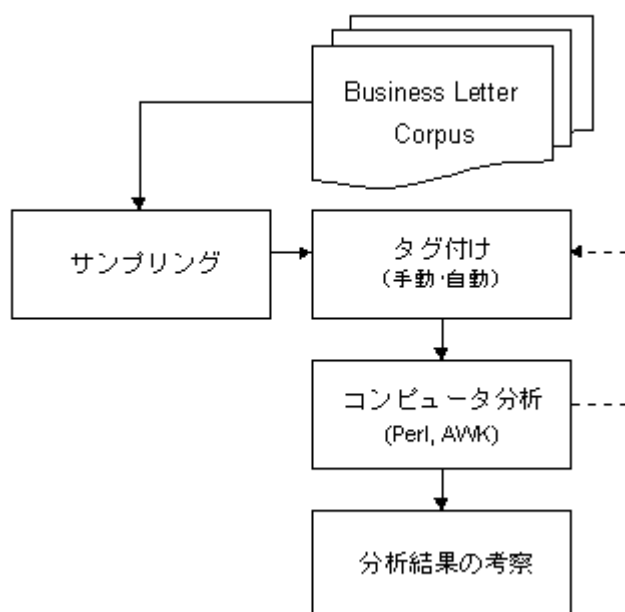 Business Letter
Corpus
サンプリング
タグ付け
(手動･自動)
コンピュータ分析
(Perl, AWK)
分析結果の考察